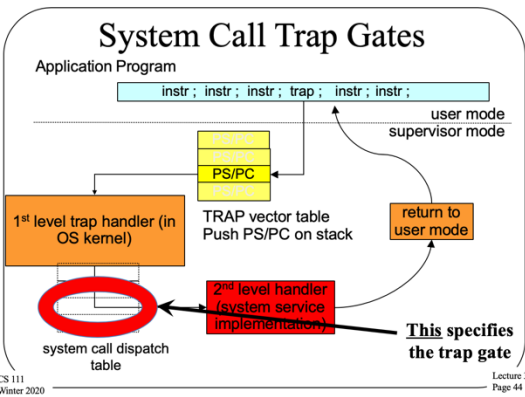 System Call Trap Gates
Application Program
instr ; instr ; instr ; trap ; instr ; instr ;
user mode
supervisor mode
PS/PC
PS/PC
PS/PC
PS/PC
TRAP vector table
Push PS/PC on stack
1st level trap handler (in
OS kernel)
return to
user mode
2nd level handler
(system service
implementation)
system call dispatch
table
This specifies
the trap gate
CS 111
Winter 2020
Lecture
Page 44